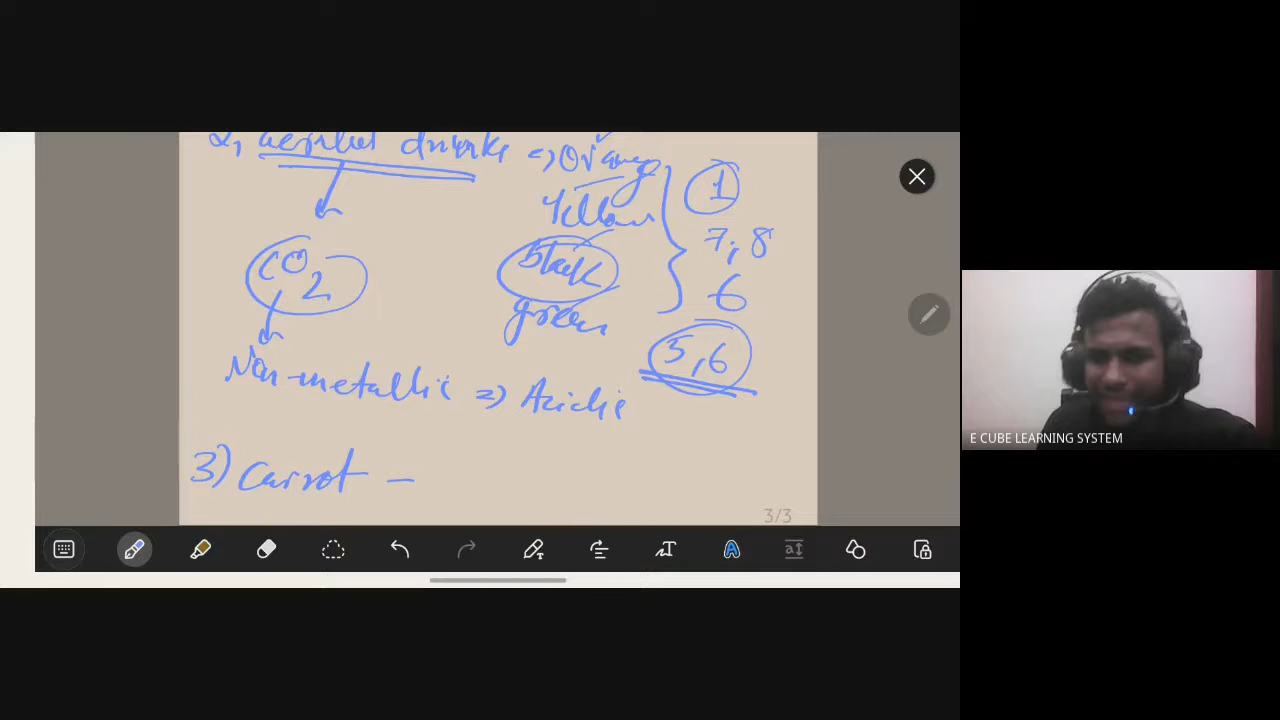 2, aerated drinks => Orange
Yellow
1
7, 8
CO2
black
6
green
5, 6
Non-metallic => Acidic
3) Carrot -
3/3
E CUBE LEARNING SYSTEM